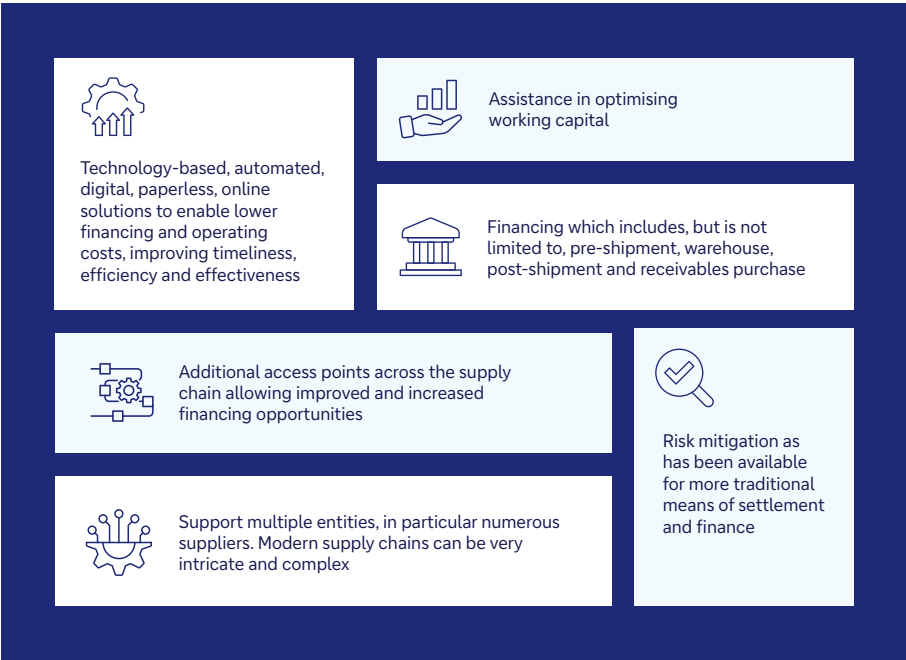 Technology-based, automated,
digital, paperless, online
solutions to enable lower
financing and operating
costs, improving timeliness,
efficiency and effectiveness
Assistance in optimising
working capital
Financing which includes, but is not
limited to, pre-shipment, warehouse,
post-shipment and receivables purchase
Additional access points across the supply
chain allowing improved and increased
financing opportunities
Risk mitigation as
has been available
for more traditional
means of settlement
and finance
Support multiple entities, in particular numerous
suppliers. Modern supply chains can be very
intricate and complex